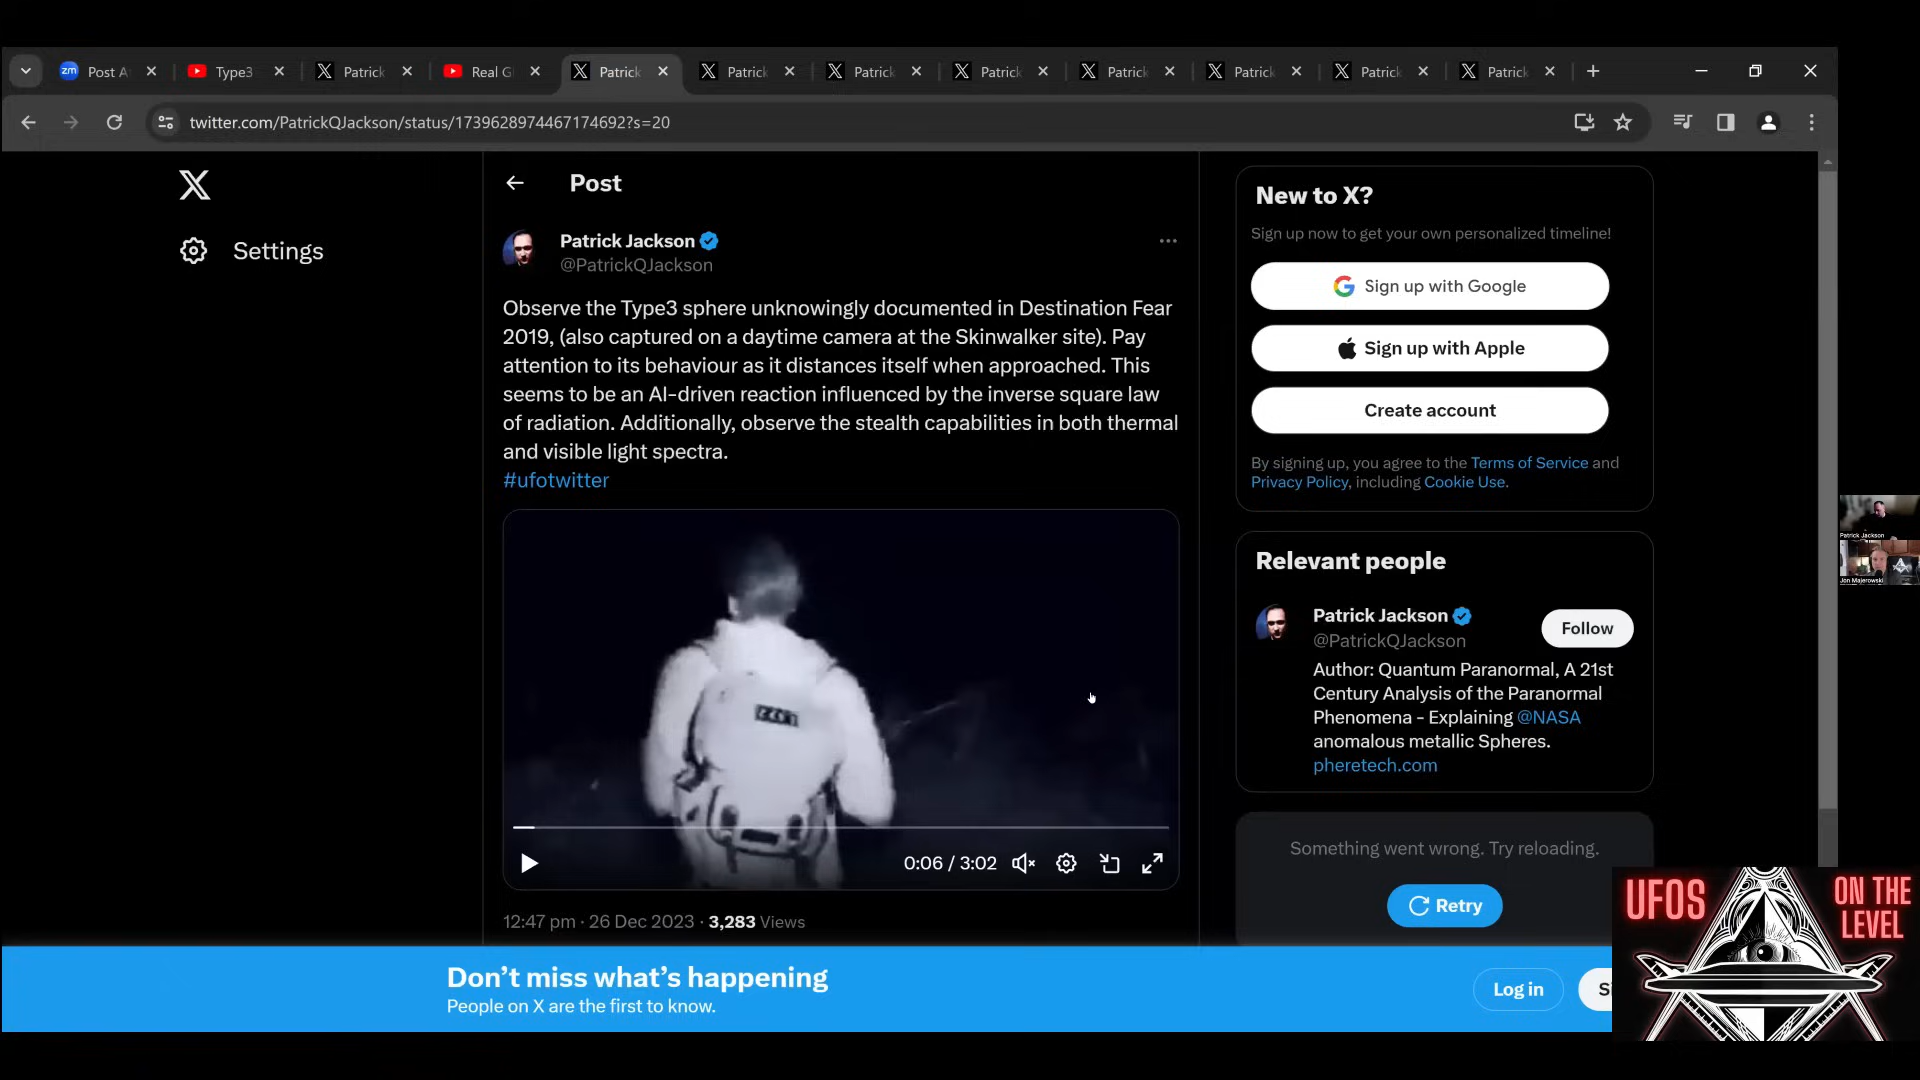 Post A
Type3
Patrick
Real G
Patrick
Patrick
Patrick
Patrick
Patrick
Patrick
Patrick
Patrick
twitter.com/PatrickQJackson/status/1739628974467174692?s=20
X
Settings
Post
Patrick Jackson
@PatrickQJackson
Observe the Type3 sphere unknowingly documented in Destination Fear
2019, (also captured on a daytime camera at the Skinwalker site). Pay
attention to its behaviour as it distances itself when approached. This
seems to be an AI-driven reaction influenced by the inverse square law
of radiation. Additionally, observe the stealth capabilities in both thermal
and visible light spectra.
#ufotwitter
0:06 / 3:02
12:47 pm · 26 Dec 2023 · 3,283 Views
New to X?
Sign up now to get your own personalized timeline!
Sign up with Google
Sign up with Apple
Create account
By signing up, you agree to the Terms of Service and
Privacy Policy, including Cookie Use.
Relevant people
Patrick Jackson
@PatrickQJackson
Follow
Author: Quantum Paranormal, A 21st
Century Analysis of the Paranormal
Phenomena - Explaining @NASA
anomalous metallic Spheres.
pheretech.com
Something went wrong. Try reloading.
Retry
Don't miss what's happening
People on X are the first to know.
Log in
Patrick Jackson
Jon Majerowski
UFOS
ON THE
LEVEL